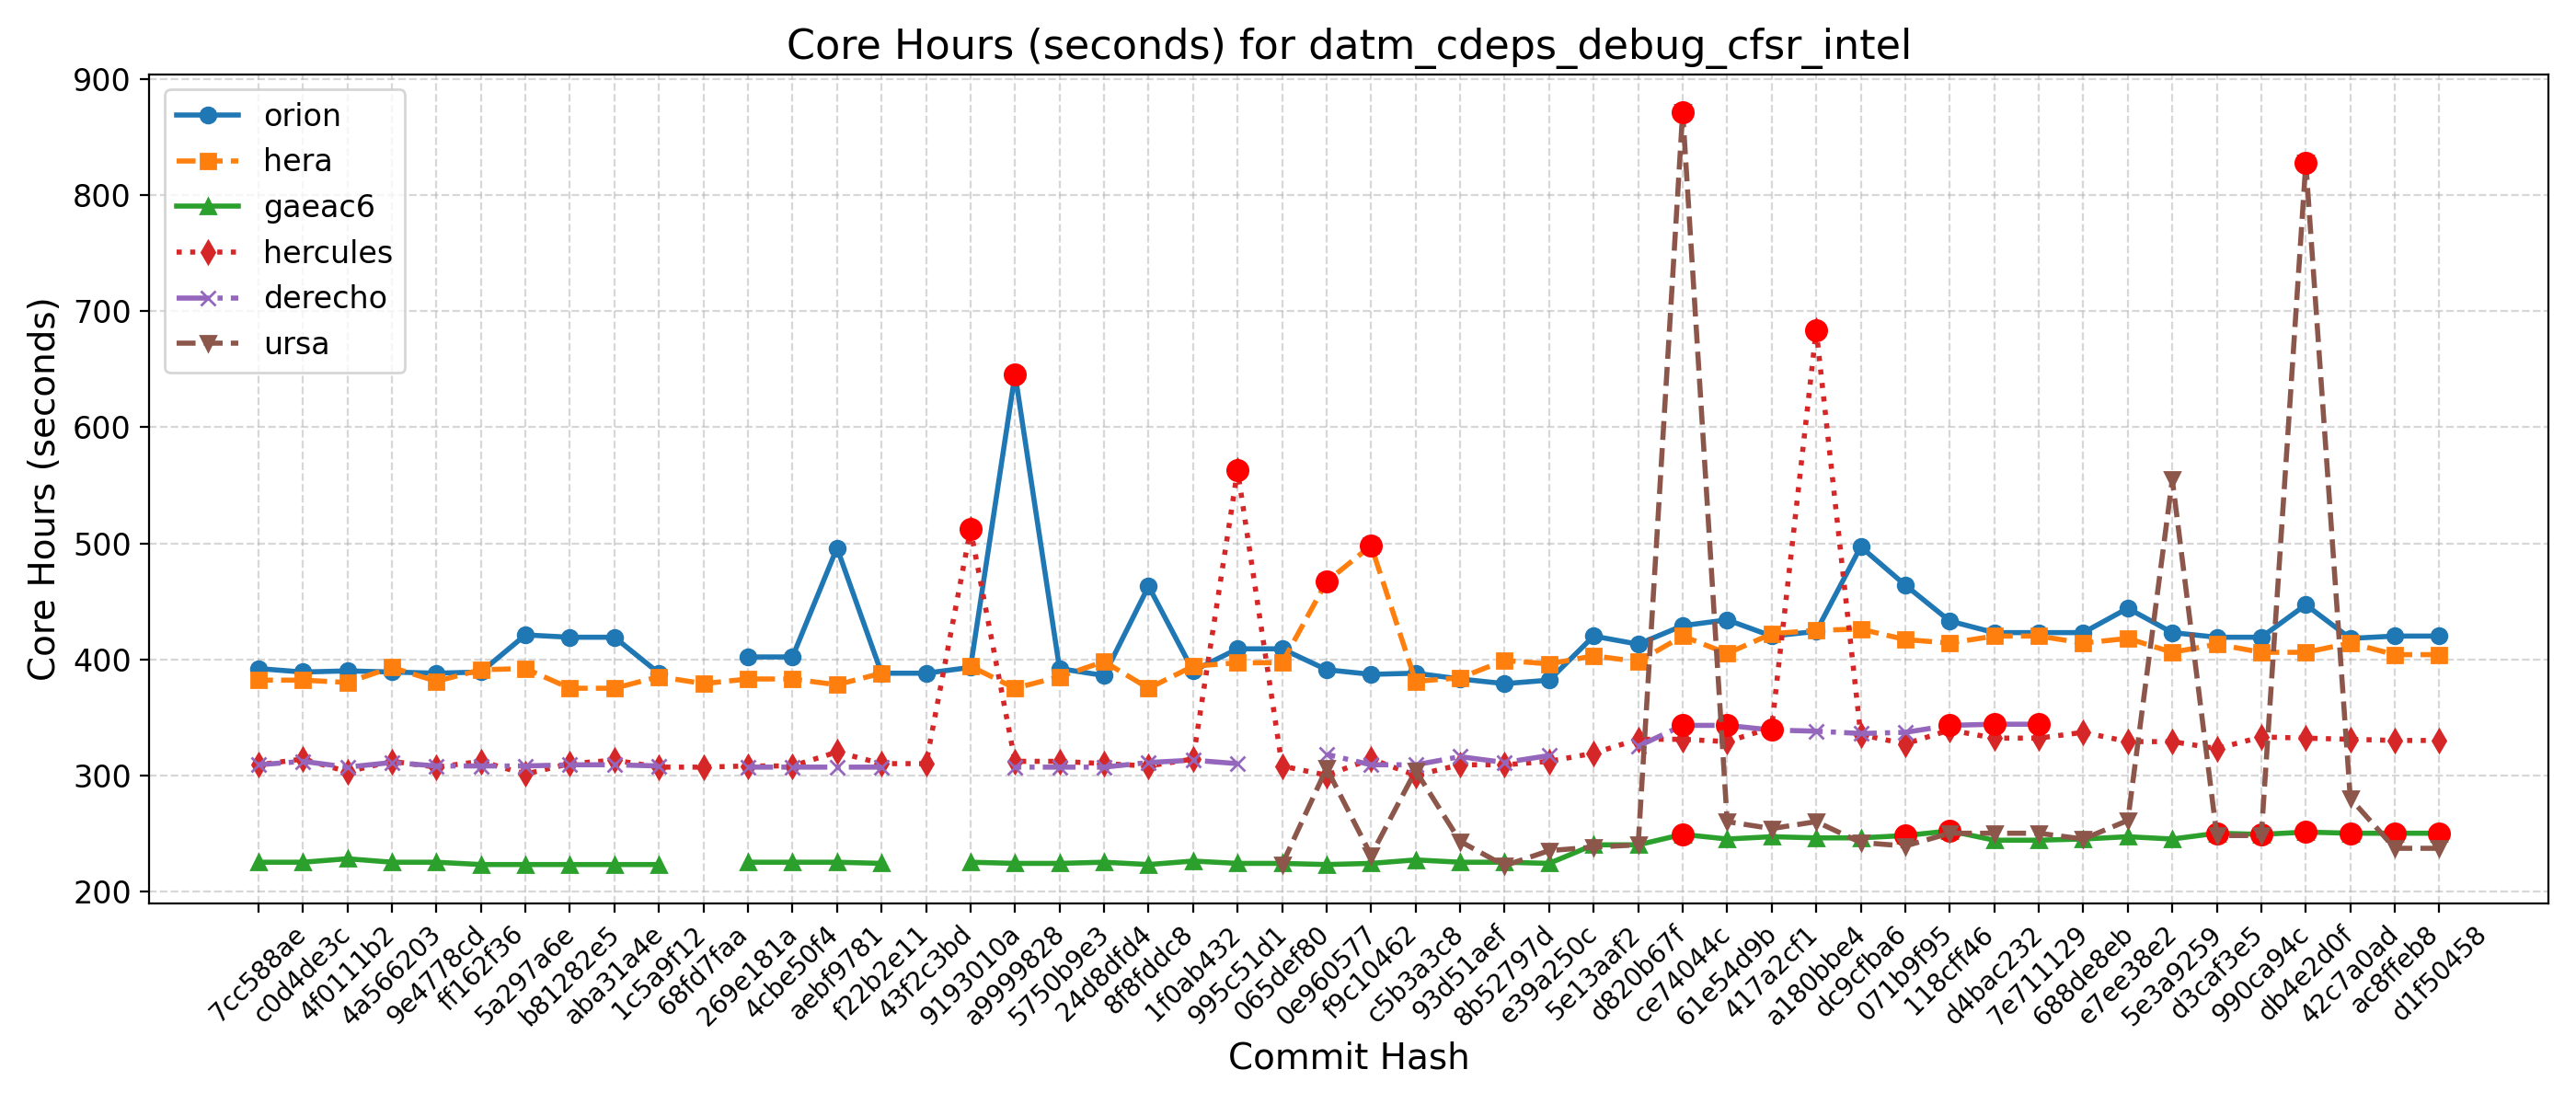 Core Hours (seconds) for datm_cdeps_debug_cfsr_intel
Core Hours (seconds)
900
800
700
600
500
400
300
200
orion
hera
gaeac6
hercules
derecho
ursa
7cc588ae
c0d4de3c
4f0111b2
4a566203
9e4778cd
ff162f36
5a297a6e
b81282e5
aba31a4e
1c5a9f12
68fd7faa
269e181a
4cbe50f4
aebf9781
f22b2e11
43f2c3bd
9193010a
a9999828
5750b9e3
24d8dfd4
8f8fddc8
1f0ab432
995c51d1
065def80
0e960577
f9c10462
c5b3a3c8
93d51aef
8b52797d
e39a250c
5e13aaf2
d820b67f
ce74044c
61e54d9b
417a2cf1
a180bbe4
dc9cfba6
071b9f95
118cff46
d4bac232
7e711129
688de8eb
e7ee38e2
5e3a9259
d3caf3e5
990ca94c
db4e2d0f
42c7a0ad
ac8ffeb8
d1f50458
Commit Hash